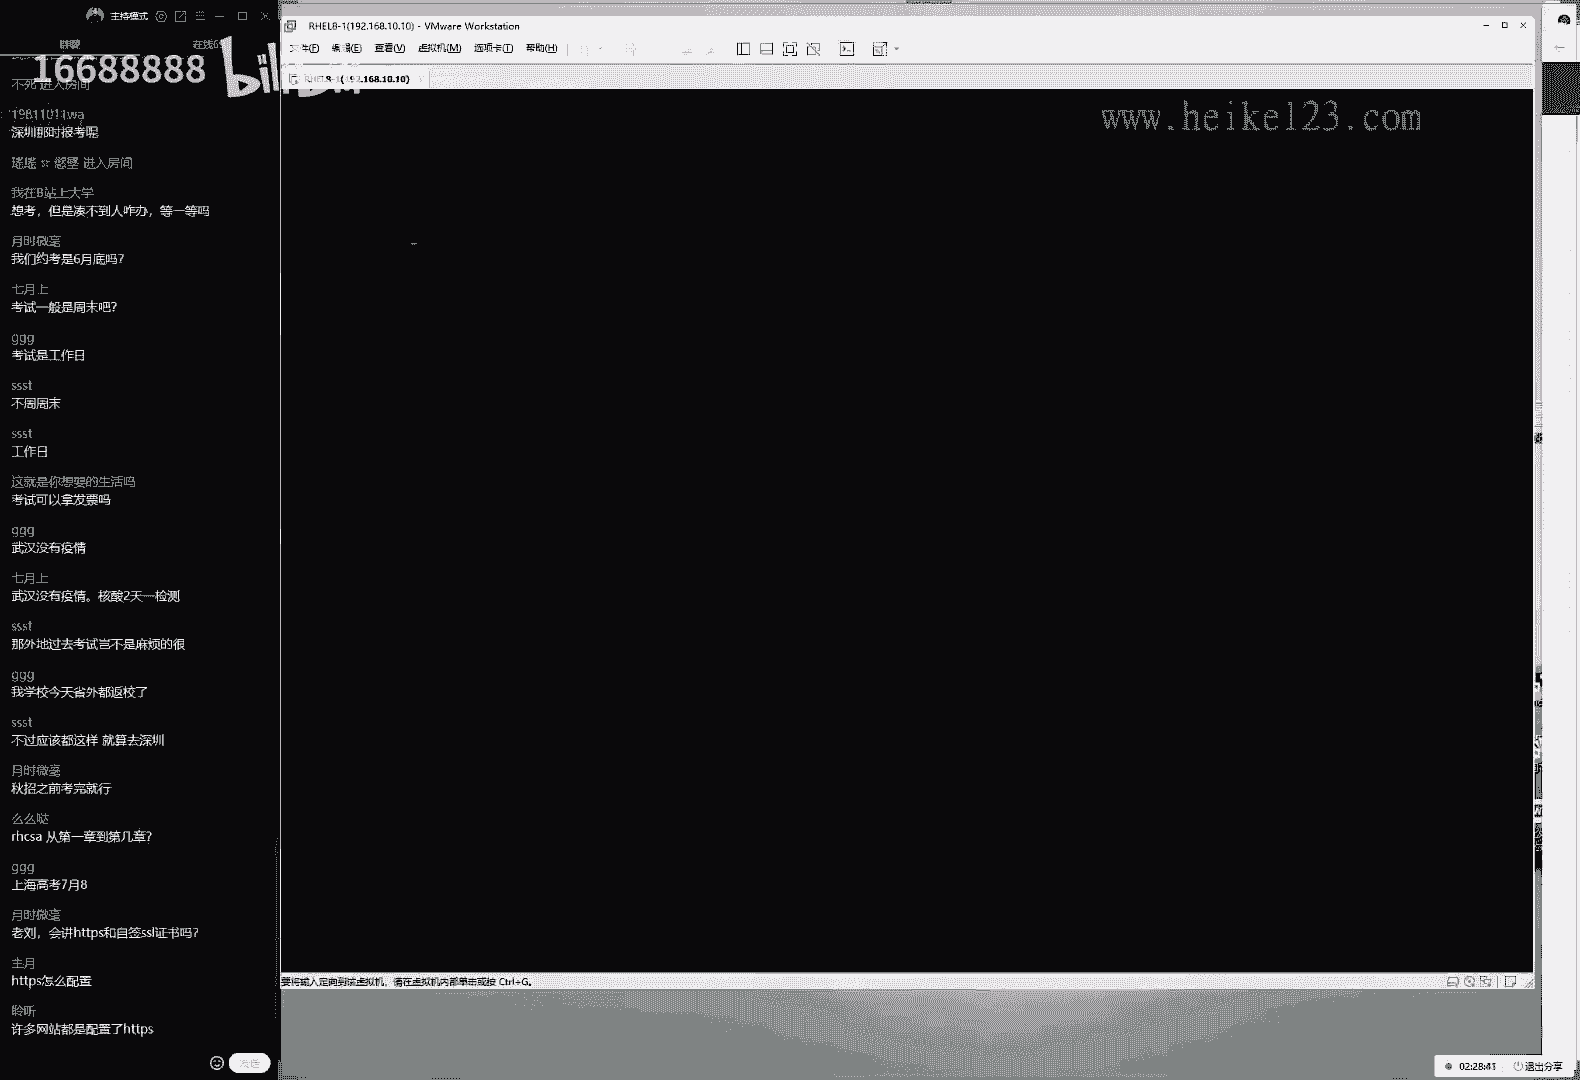 主持模式
16688888
不死 进入房间
深圳那时候报考呢
进入房间
我在B站上大学
想考，但是凑不到人咋办，等一等吗
月时微毫
我们约考是6月底吗?
七月上
考试一般是周末吧?
ggg
考试是工作日
ssst
不周周末
ssst
工作日
这就是你想要的生活吗
考试可以拿发票吗
ggg
武汉没有疫情
七月上
武汉没有疫情。核酸2天一检测
ssst
那外地过去考试岂不是麻烦的很
ggg
我学校今天省外都返校了
ssst
不过应该都这样 就算去深圳
月时微毫
秋招之前考完就行
么么哒
rhcsa 从第一章到第几章?
ggg
上海高考7月8
月时微毫
老刘，会讲https和自签ssl证书吗?
主月
https怎么配置
聆听
许多网站都是配置了https
发送
RHEL8-1(192.168.10.10) - VMware Workstation
文件(F) 编辑(E) 查看(V) 虚拟机(M) 选项卡(T) 帮助(H)
RHEL8-1(192.168.10.10)
www.heike123.com
要将输入定向到该虚拟机，请在虚拟机内部单击或按 Ctrl+G。
02:28:41 退出分享